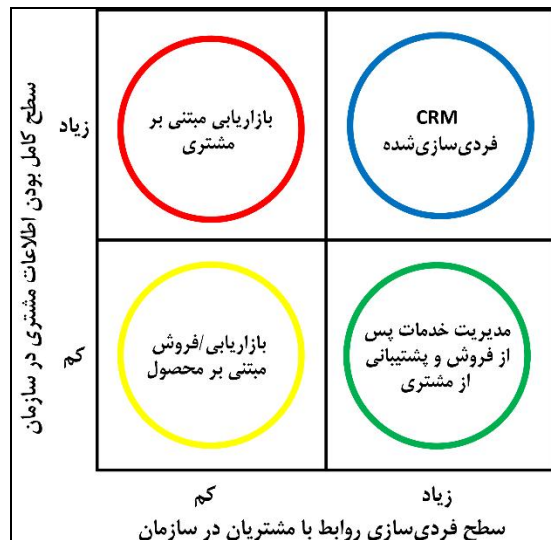 سطح کامل بودن اطلاعات مشتری در سازمان
زیاد
بازاریابی مبتنی بر
مشتری
CRM
فردی‌سازی‌شده
کم
بازاریابی/فروش
مبتنی بر محصول
مدیریت خدمات پس
از فروش و پشتیبانی
از مشتری
کم
زیاد
سطح فردی‌سازی روابط با مشتریان در سازمان